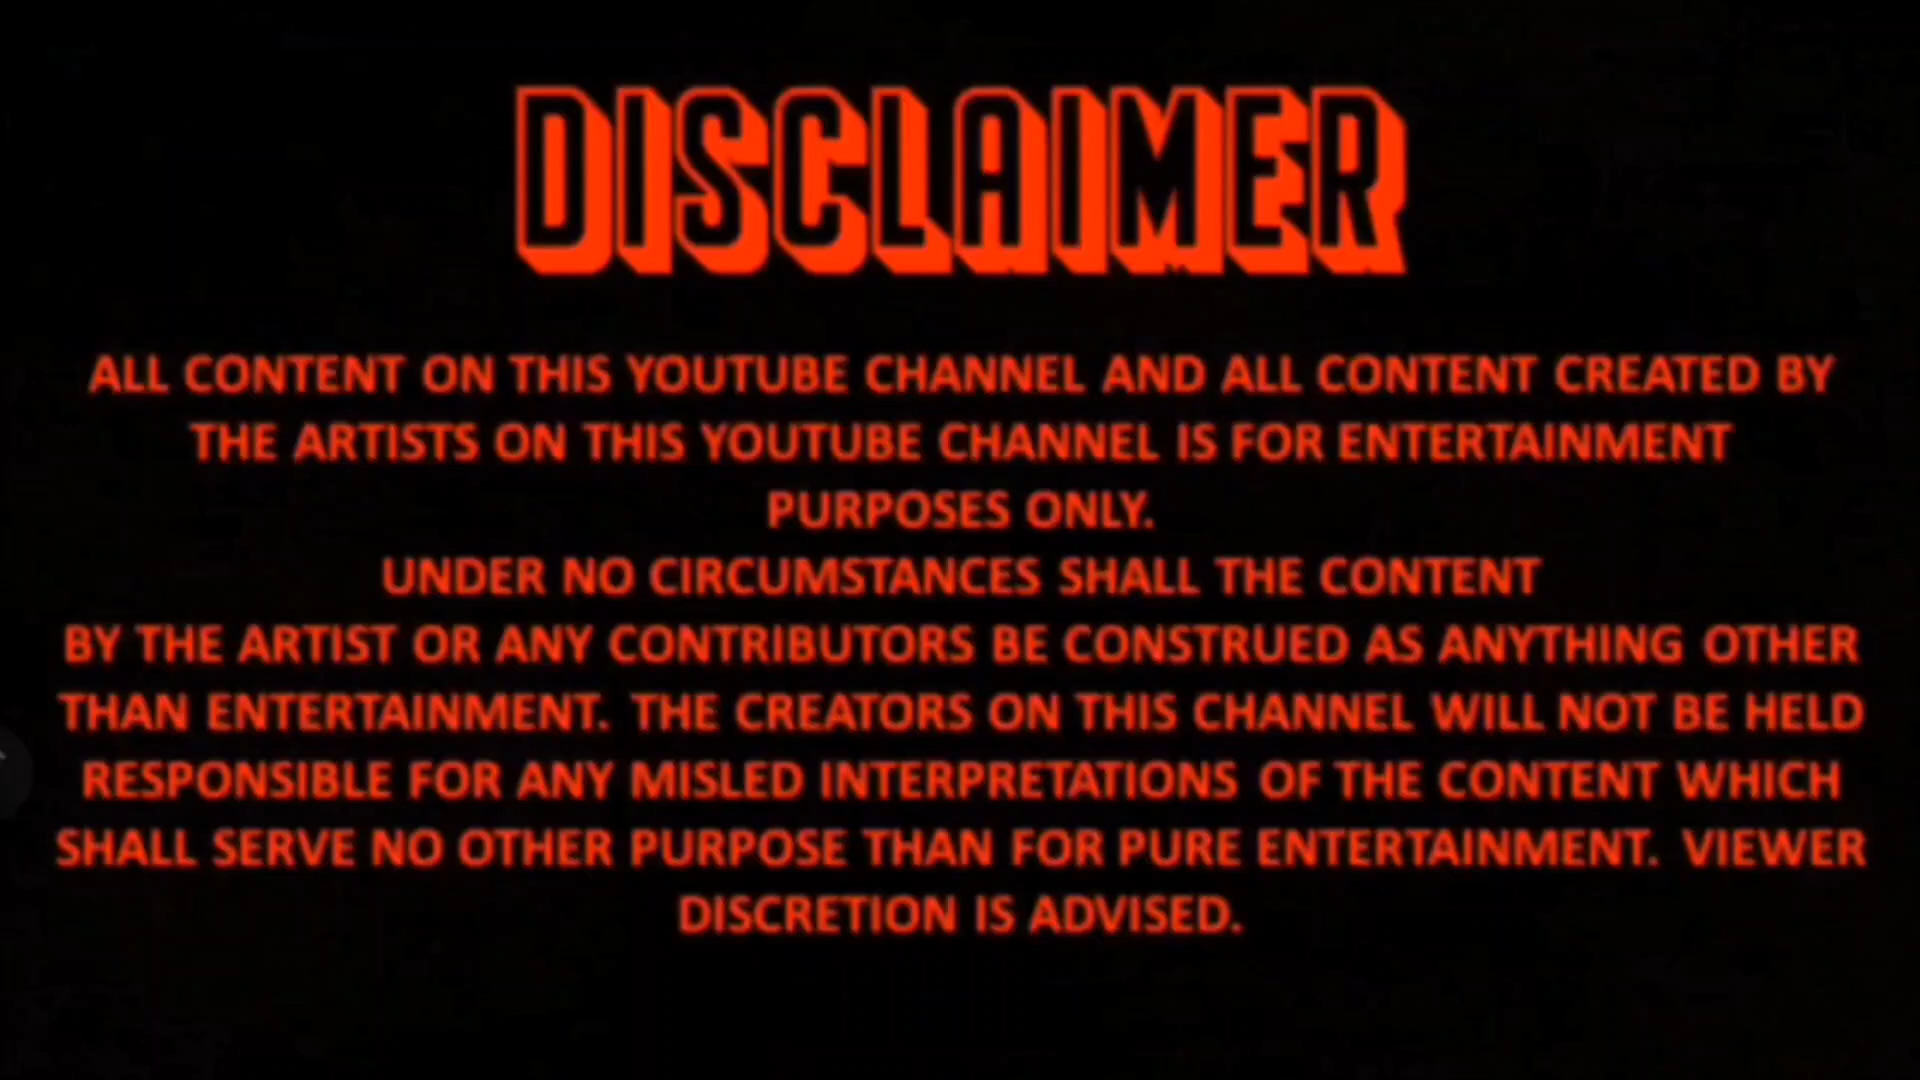 DISCLAIMER
ALL CONTENT ON THIS YOUTUBE CHANNEL AND ALL CONTENT CREATED BY
THE ARTISTS ON THIS YOUTUBE CHANNEL IS FOR ENTERTAINMENT
PURPOSES ONLY.
UNDER NO CIRCUMSTANCES SHALL THE CONTENT
BY THE ARTIST OR ANY CONTRIBUTORS BE CONSTRUED AS ANYTHING OTHER
THAN ENTERTAINMENT. THE CREATORS ON THIS CHANNEL WILL NOT BE HELD
RESPONSIBLE FOR ANY MISLED INTERPRETATIONS OF THE CONTENT WHICH
SHALL SERVE NO OTHER PURPOSE THAN FOR PURE ENTERTAINMENT. VIEWER
DISCRETION IS ADVISED.